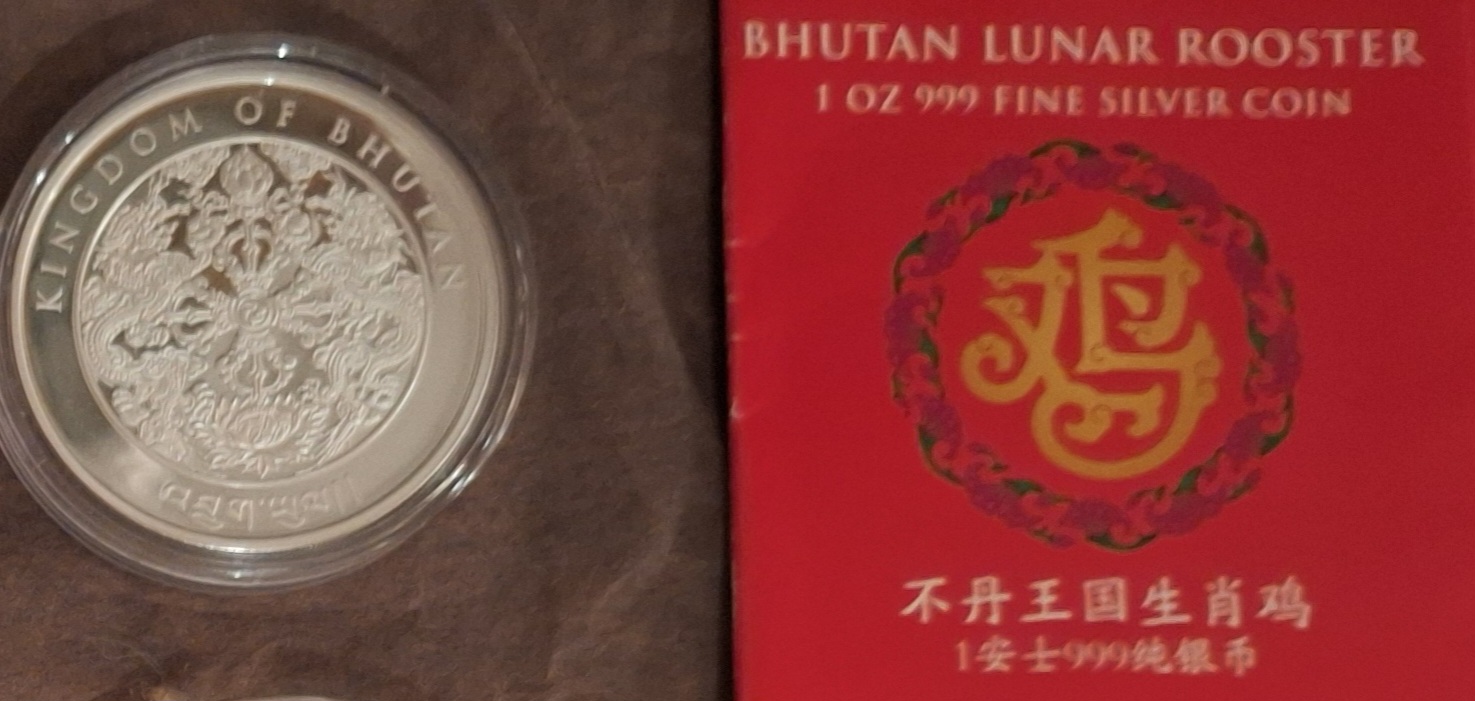 KINGDOM OF BHUTAN
འབྲུག་རྒྱལ།།
BHUTAN LUNAR ROOSTER
1 OZ 999 FINE SILVER COIN
鸡
不丹王国生肖鸡
1安士999纯银币